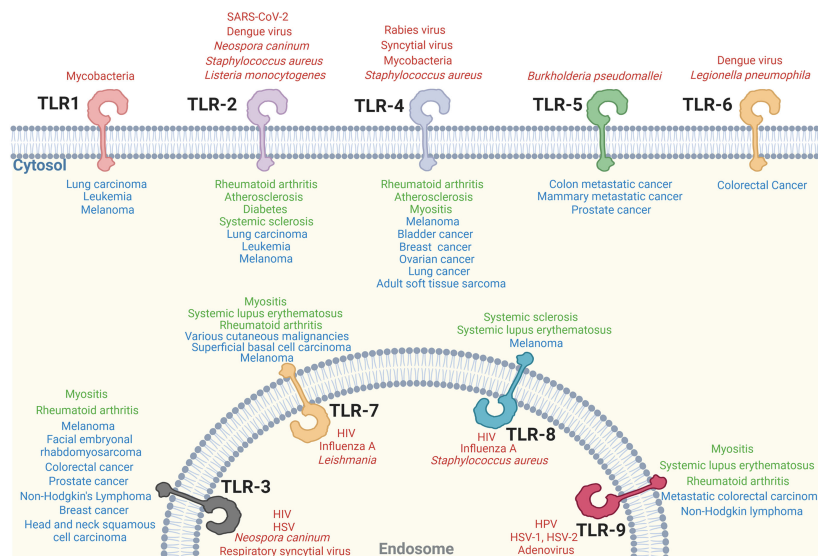 SARS-CoV-2
Dengue virus
Neospora caninum
Staphylococcus aureus
Listeria monocytogenes
Rabies virus
Syncytial virus
Mycobacteria
Staphylococcus aureus
Mycobacteria
Burkholderia pseudomallei
Dengue virus
Legionella pneumophila
TLR1
TLR-2
TLR-4
TLR-5
TLR-6
Cytosol
Lung carcinoma
Leukemia
Melanoma
Rheumatoid arthritis
Atherosclerosis
Diabetes
Systemic sclerosis
Lung carcinoma
Leukemia
Melanoma
Rheumatoid arthritis
Atherosclerosis
Myositis
Melanoma
Bladder cancer
Breast cancer
Ovarian cancer
Lung cancer
Adult soft tissue sarcoma
Colon metastatic cancer
Mammary metastatic cancer
Prostate cancer
Colorectal Cancer
Myositis
Systemic lupus erythematosus
Rheumatoid arthritis
Various cutaneous malignancies
Superficial basal cell carcinoma
Melanoma
Systemic sclerosis
Systemic lupus erythematosus
Melanoma
TLR-7
HIV
Influenza A
Leishmania
TLR-8
HIV
Influenza A
Staphylococcus aureus
Myositis
Rheumatoid arthritis
Melanoma
Facial embryonal
rhabdomyosarcoma
Colorectal cancer
Prostate cancer
Non-Hodgkin's Lymphoma
Breast cancer
Head and neck squamous
cell carcinoma
TLR-3
HIV
HSV
Neospora caninum
Respiratory syncytial virus
Endosome
HPV
HSV-1, HSV-2
Adenovirus
TLR-9
Myositis
Systemic lupus erythematosus
Rheumatoid arthritis
Metastatic colorectal carcinom
Non-Hodgkin lymphoma